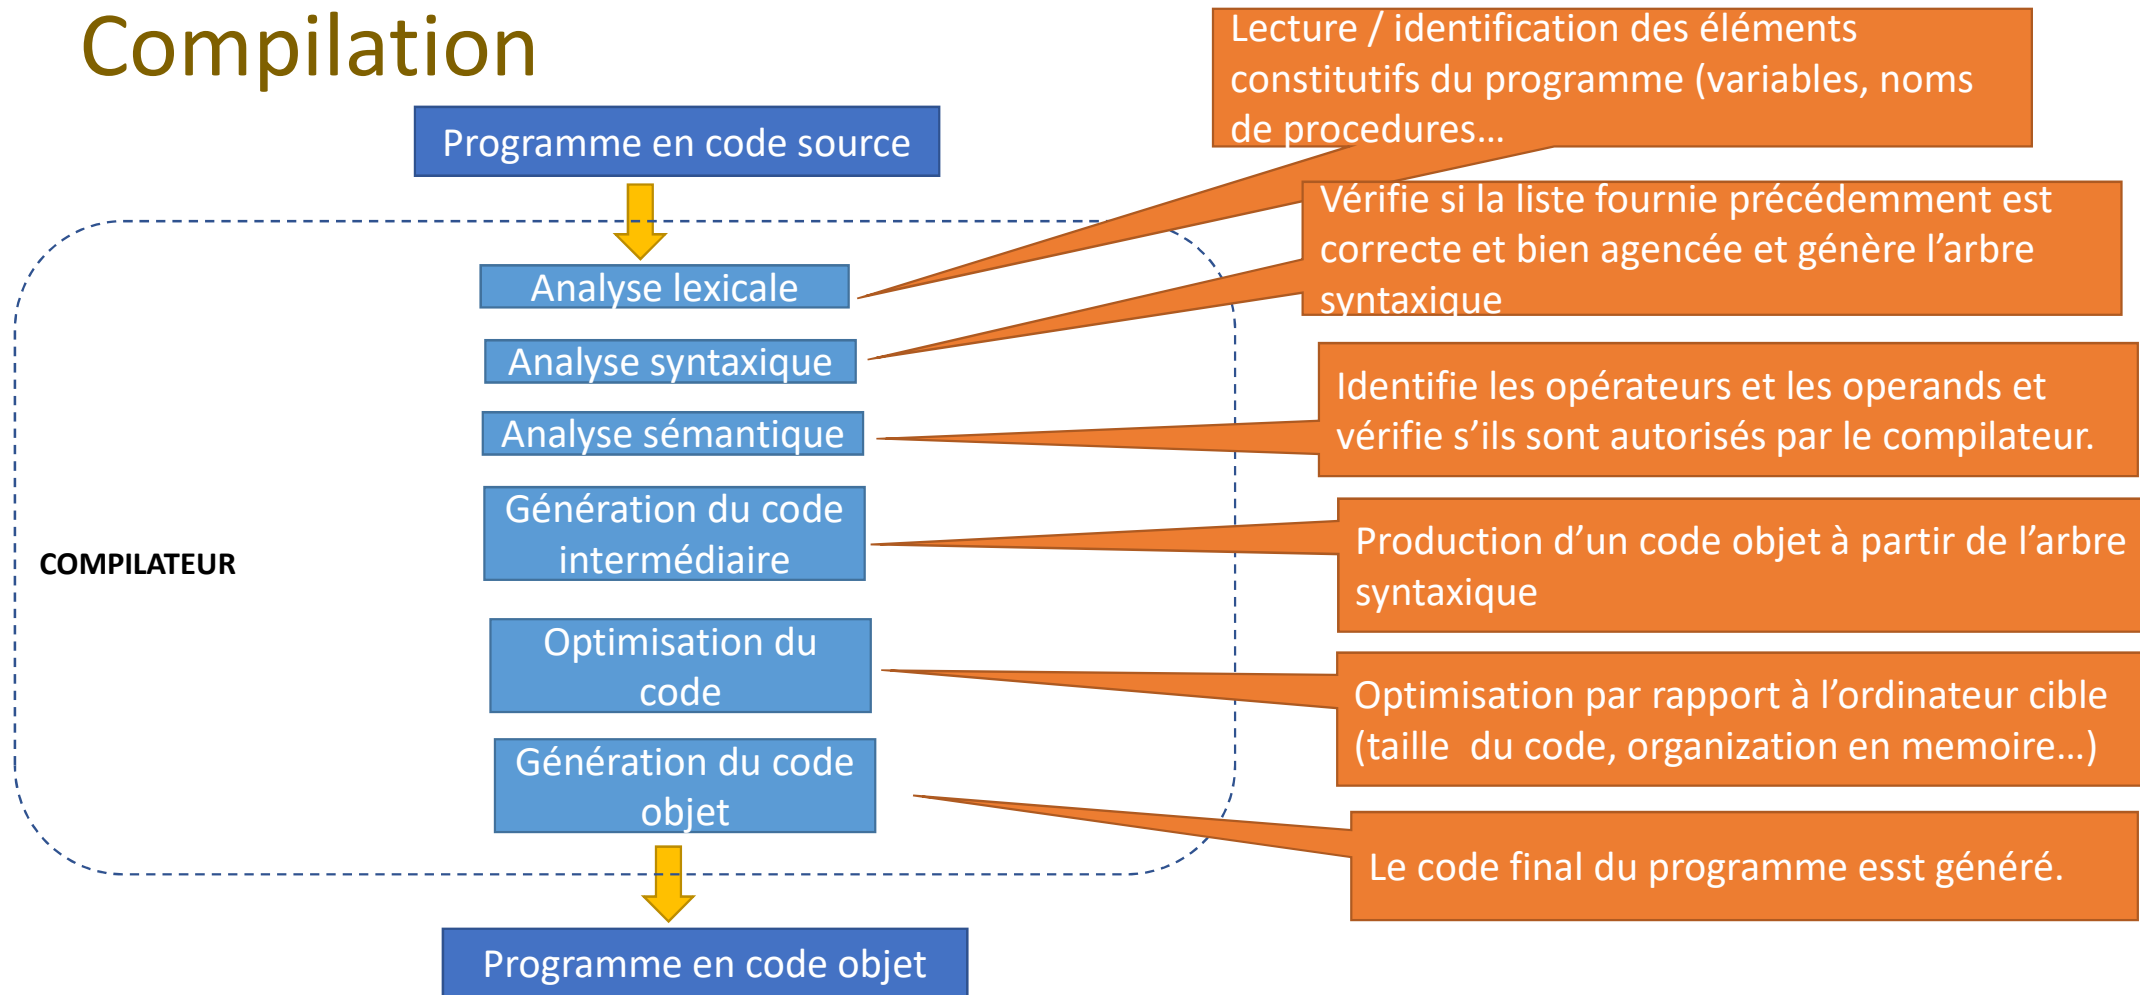 Compilation
Programme en code source
Lecture / identification des éléments
constitutifs du programme (variables, noms
de procedures…
Analyse lexicale
Vérifie si la liste fournie précédemment est
correcte et bien agencée et génère l’arbre
syntaxique
Analyse syntaxique
Analyse sémantique
Identifie les opérateurs et les operands et
vérifie s’ils sont autorisés par le compilateur.
Génération du code
intermédiaire
Production d’un code objet à partir de l’arbre
syntaxique
COMPILATEUR
Optimisation du
code
Optimisation par rapport à l’ordinateur cible
(taille  du code, organization en memoire…)
Génération du code
objet
Le code final du programme esst généré.
Programme en code objet